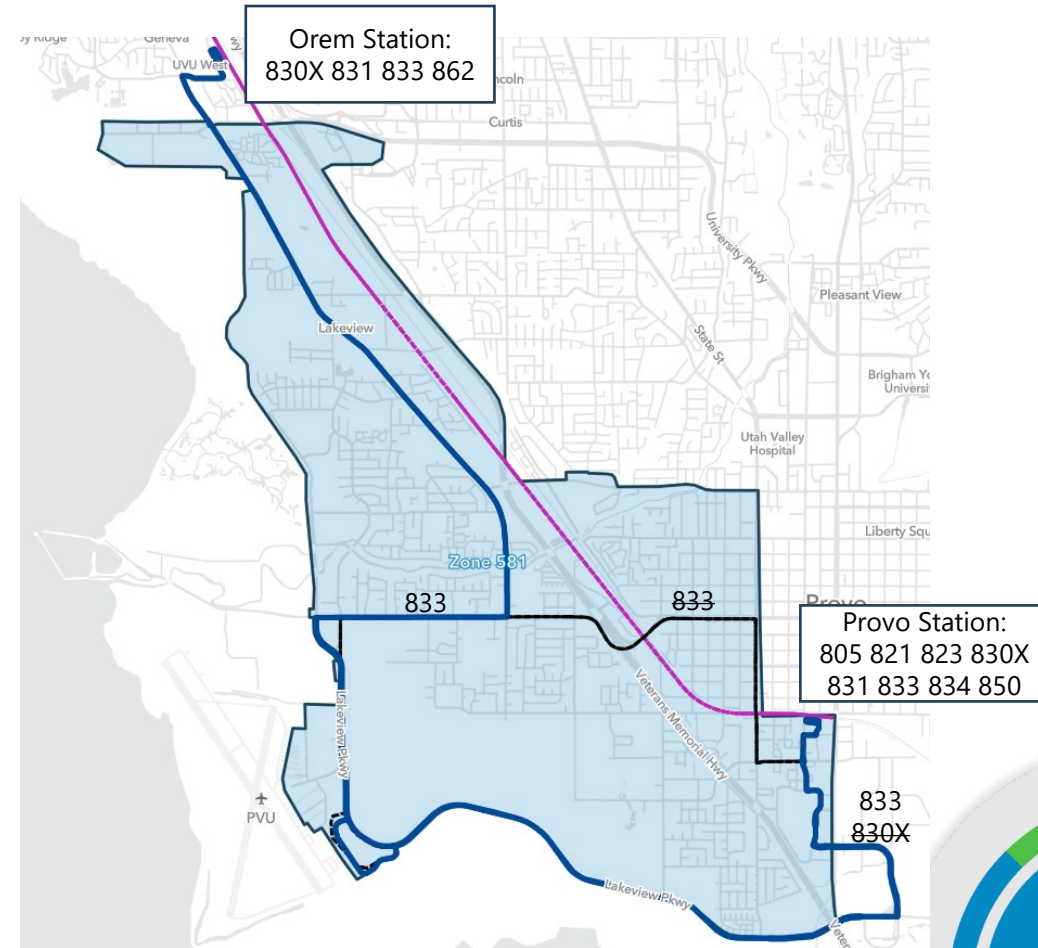 Orem Station:
830X 831 833 862
Geneva
UVU West
Curtis
University Pkwy
Pleasant View
Lakeview
State St
Utah Valley
Hospital
Liberty
Zone 581
833
833
Provo
Provo Station:
805 821 823 830X
831 833 834 850
Veterans Memorial Hwy
Lakeview Pkwy
PVU
833
830X
Lakeview Pkwy